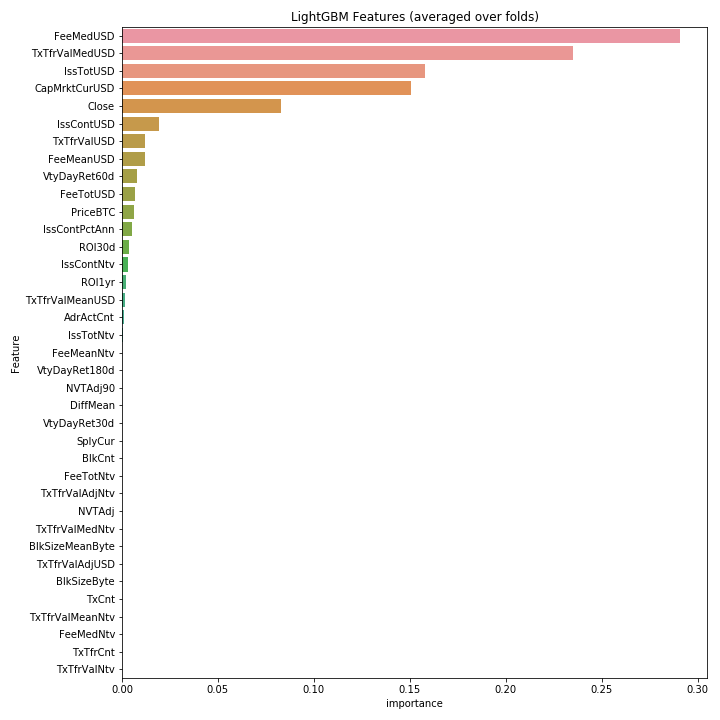 LightGBM Features (averaged over folds)
FeeMedUSD
TxTfrValMedUSD
IssTotUSD
CapMrktCurUSD
Close
IssContUSD
TxTfrValUSD
FeeMeanUSD
VtyDayRet60d
FeeTotUSD
PriceBTC
IssContPctAnn
ROI30d
IssContNtv
ROI1yr
TxTfrValMeanUSD
AdrActCnt
IssTotNtv
FeeMeanNtv
VtyDayRet180d
NVTAdj90
DiffMean
VtyDayRet30d
SplyCur
BlkCnt
FeeTotNtv
TxTfrValAdjNtv
NVTAdj
TxTfrValMedNtv
BlkSizeMeanByte
TxTfrValAdjUSD
BlkSizeByte
TxCnt
TxTfrValMeanNtv
FeeMedNtv
TxTfrCnt
TxTfrValNtv
Feature
0.00 0.05 0.10 0.15 0.20 0.25 0.30
importance